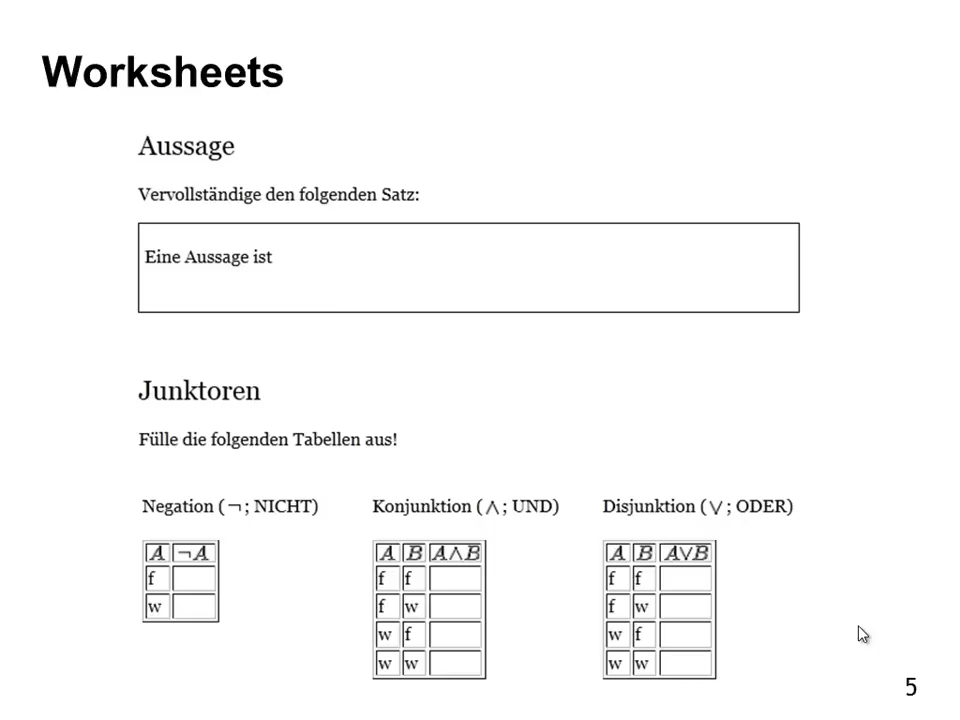 Worksheets
Aussage
Vervollständige den folgenden Satz:
Eine Aussage ist
Junktoren
Fülle die folgenden Tabellen aus!
Negation (¬; NICHT)
A ¬A
f
w
Konjunktion (∧; UND)
A B A∧B
f f
f w
w f
w w
Disjunktion (∨; ODER)
A B A∨B
f f
f w
w f
w w
5